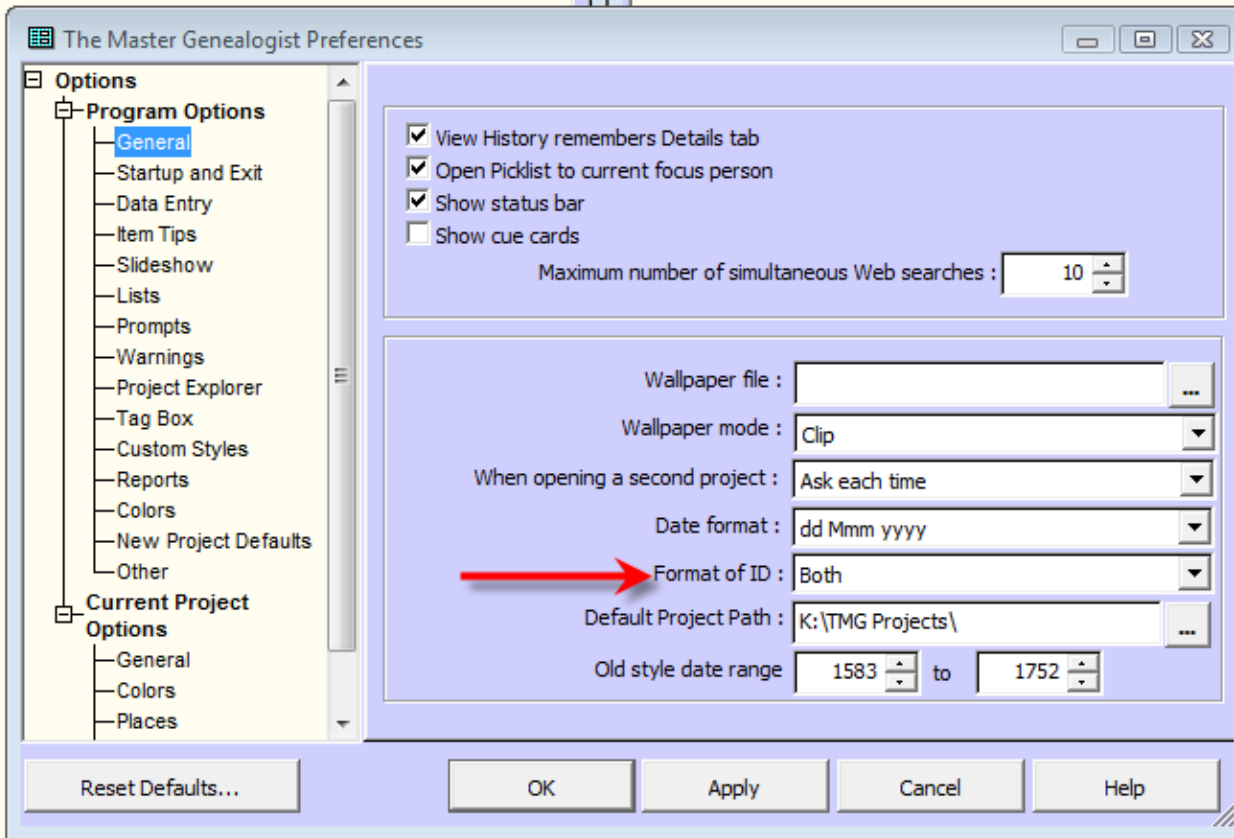 The Master Genealogist Preferences
Options
Program Options
General
Startup and Exit
Data Entry
Item Tips
Slideshow
Lists
Prompts
Warnings
Project Explorer
Tag Box
Custom Styles
Reports
Colors
New Project Defaults
Other
Current Project
Options
General
Colors
Places
View History remembers Details tab
Open Picklist to current focus person
Show status bar
Show cue cards
Maximum number of simultaneous Web searches : 10
Wallpaper file : ...
Wallpaper mode : Clip
When opening a second project : Ask each time
Date format : dd Mmm yyyy
Format of ID : Both
Default Project Path : K:\TMG Projects\ ...
Old style date range 1583 to 1752
Reset Defaults... OK Apply Cancel Help